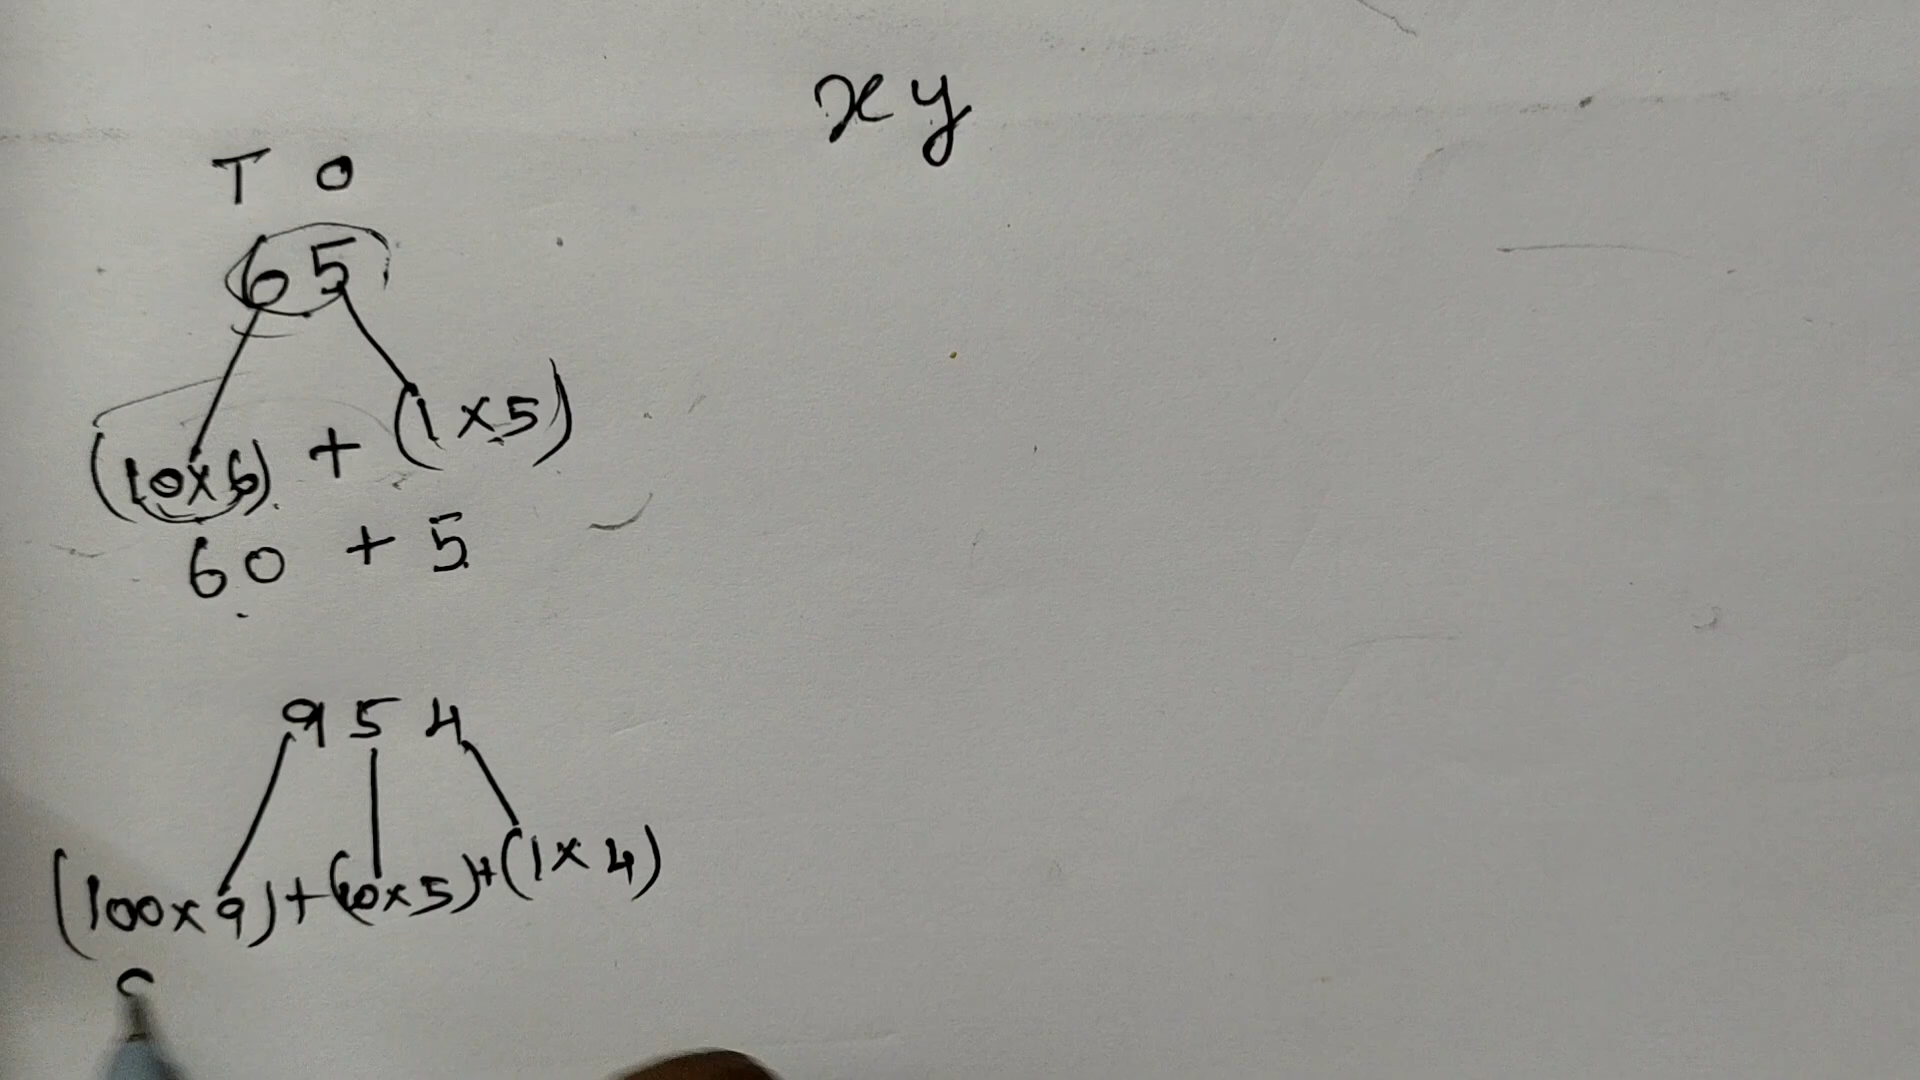 xy
T O
65
(10×6) + (1×5)
60 + 5
954
(100×9)+(10×5)+(1×4)